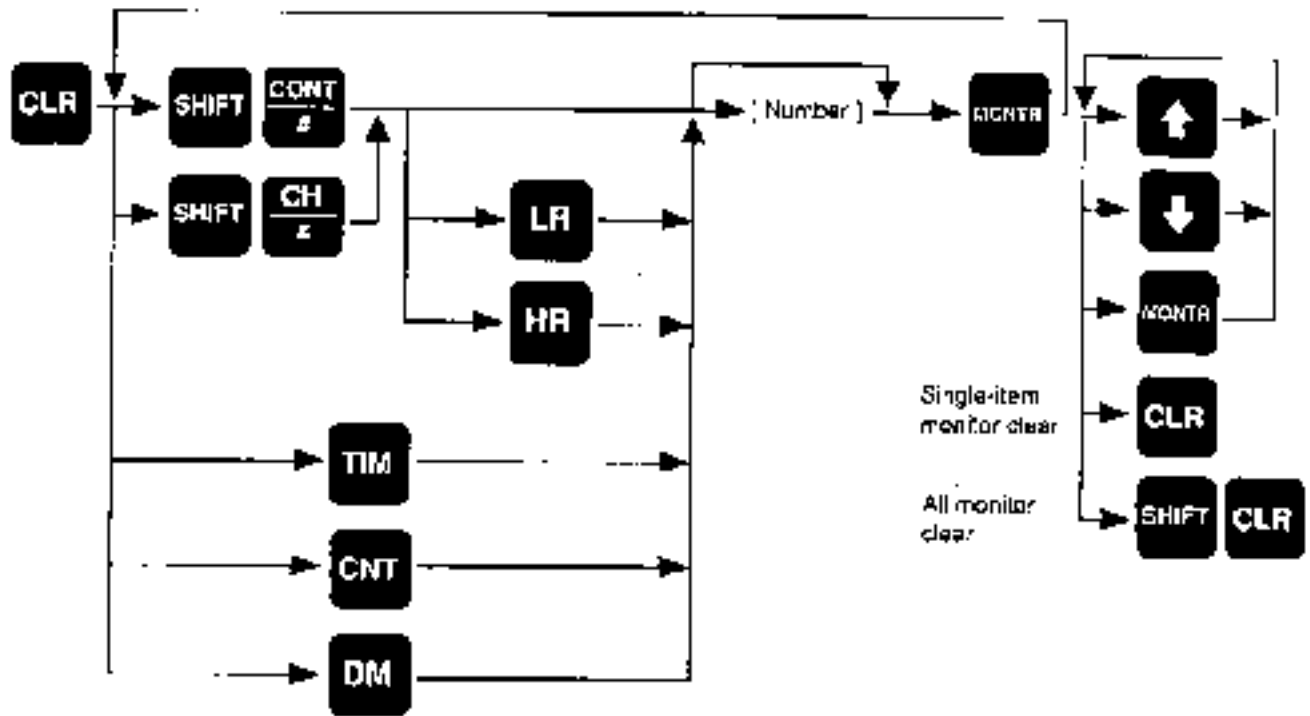 CLR
SHIFT
CONT
#
[ Number ]
MONTR
SHIFT
CH
LR
HR
MONTR
Single-item
monitor clear
CLR
TIM
All monitor
clear
SHIFT
CLR
CNT
DM